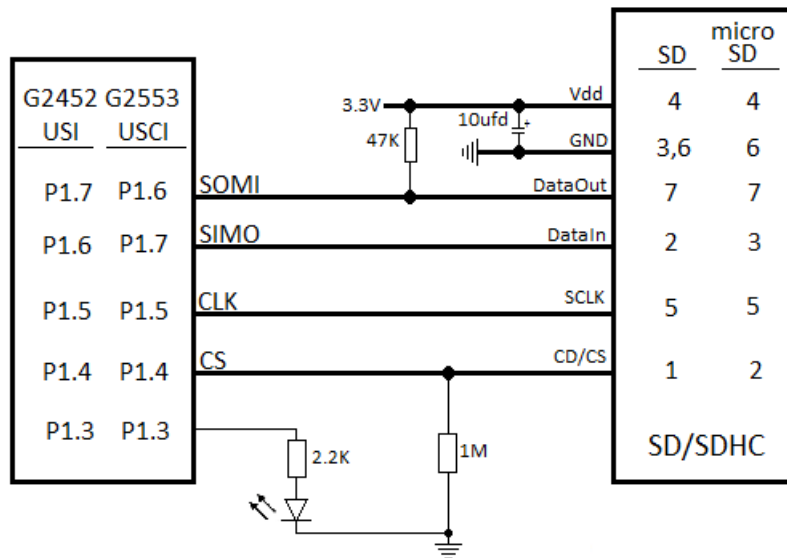 micro
SD SD
G2452 G2553
USI USCI
3.3V Vdd 4 4
10ufd
47K GND 3,6 6
P1.7 P1.6 SOMI DataOut 7 7
P1.6 P1.7 SIMO DataIn 2 3
P1.5 P1.5 CLK SCLK 5 5
P1.4 P1.4 CS CD/CS 1 2
P1.3 P1.3
2.2K 1M SD/SDHC